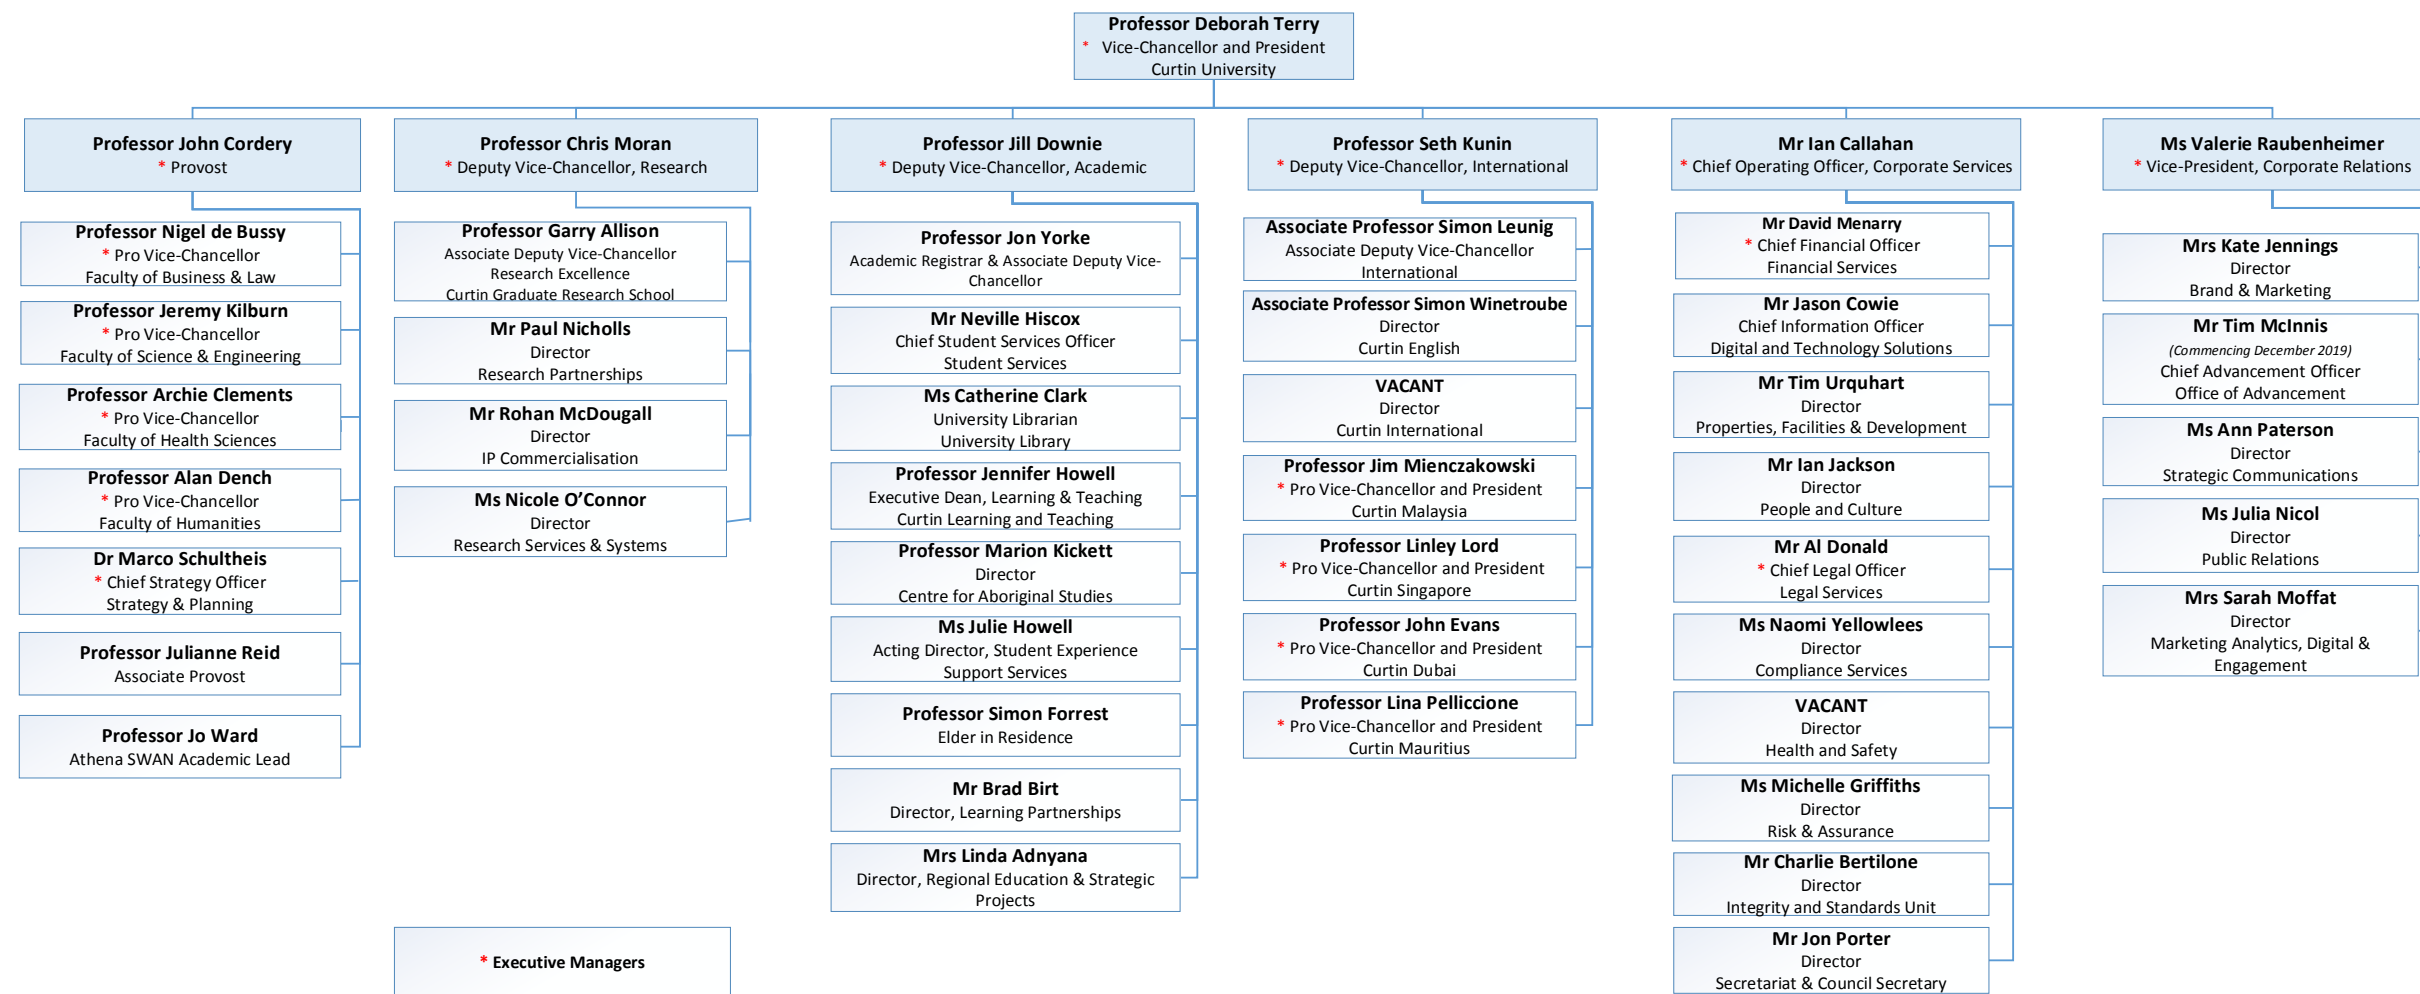 Professor Deborah Terry
* Vice-Chancellor and President
Curtin University
Professor John Cordery
* Provost
Professor Nigel de Bussy
* Pro Vice-Chancellor
Faculty of Business & Law
Professor Jeremy Kilburn
* Pro Vice-Chancellor
Faculty of Science & Engineering
Professor Archie Clements
* Pro Vice-Chancellor
Faculty of Health Sciences
Professor Alan Dench
* Pro Vice-Chancellor
Faculty of Humanities
Dr Marco Schultheis
* Chief Strategy Officer
Strategy & Planning
Professor Julianne Reid
Associate Provost
Professor Jo Ward
Athena SWAN Academic Lead
Professor Chris Moran
* Deputy Vice-Chancellor, Research
Professor Garry Allison
Associate Deputy Vice-Chancellor
Research Excellence
Curtin Graduate Research School
Mr Paul Nicholls
Director
Research Partnerships
Mr Rohan McDougall
Director
IP Commercialisation
Ms Nicole O’Connor
Director
Research Services & Systems
Professor Jill Downie
* Deputy Vice-Chancellor, Academic
Professor Jon Yorke
Academic Registrar & Associate Deputy Vice-
Chancellor
Mr Neville Hiscox
Chief Student Services Officer
Student Services
Ms Catherine Clark
University Librarian
University Library
Professor Jennifer Howell
Executive Dean, Learning & Teaching
Curtin Learning and Teaching
Professor Marion Kickett
Director
Centre for Aboriginal Studies
Ms Julie Howell
Acting Director, Student Experience
Support Services
Professor Simon Forrest
Elder in Residence
Mr Brad Birt
Director, Learning Partnerships
Mrs Linda Adnyana
Director, Regional Education & Strategic
Projects
Professor Seth Kunin
* Deputy Vice-Chancellor, International
Associate Professor Simon Leunig
Associate Deputy Vice-Chancellor
International
Associate Professor Simon Winetroube
Director
Curtin English
VACANT
Director
Curtin International
Professor Jim Mienczakowski
* Pro Vice-Chancellor and President
Curtin Malaysia
Professor Linley Lord
* Pro Vice-Chancellor and President
Curtin Singapore
Professor John Evans
* Pro Vice-Chancellor and President
Curtin Dubai
Professor Lina Pelliccione
* Pro Vice-Chancellor and President
Curtin Mauritius
Mr Ian Callahan
* Chief Operating Officer, Corporate Services
Mr David Menarry
* Chief Financial Officer
Financial Services
Mr Jason Cowie
Chief Information Officer
Digital and Technology Solutions
Mr Tim Urquhart
Director
Properties, Facilities & Development
Mr Ian Jackson
Director
People and Culture
Mr Al Donald
* Chief Legal Officer
Legal Services
Ms Naomi Yellowlees
Director
Compliance Services
VACANT
Director
Health and Safety
Ms Michelle Griffiths
Director
Risk & Assurance
Mr Charlie Bertilone
Director
Integrity and Standards Unit
Mr Jon Porter
Director
Secretariat & Council Secretary
Ms Valerie Raubenheimer
* Vice-President, Corporate Relations
Mrs Kate Jennings
Director
Brand & Marketing
Mr Tim McInnis
(Commencing December 2019)
Chief Advancement Officer
Office of Advancement
Ms Ann Paterson
Director
Strategic Communications
Ms Julia Nicol
Director
Public Relations
Mrs Sarah Moffat
Director
Marketing Analytics, Digital &
Engagement
* Executive Managers